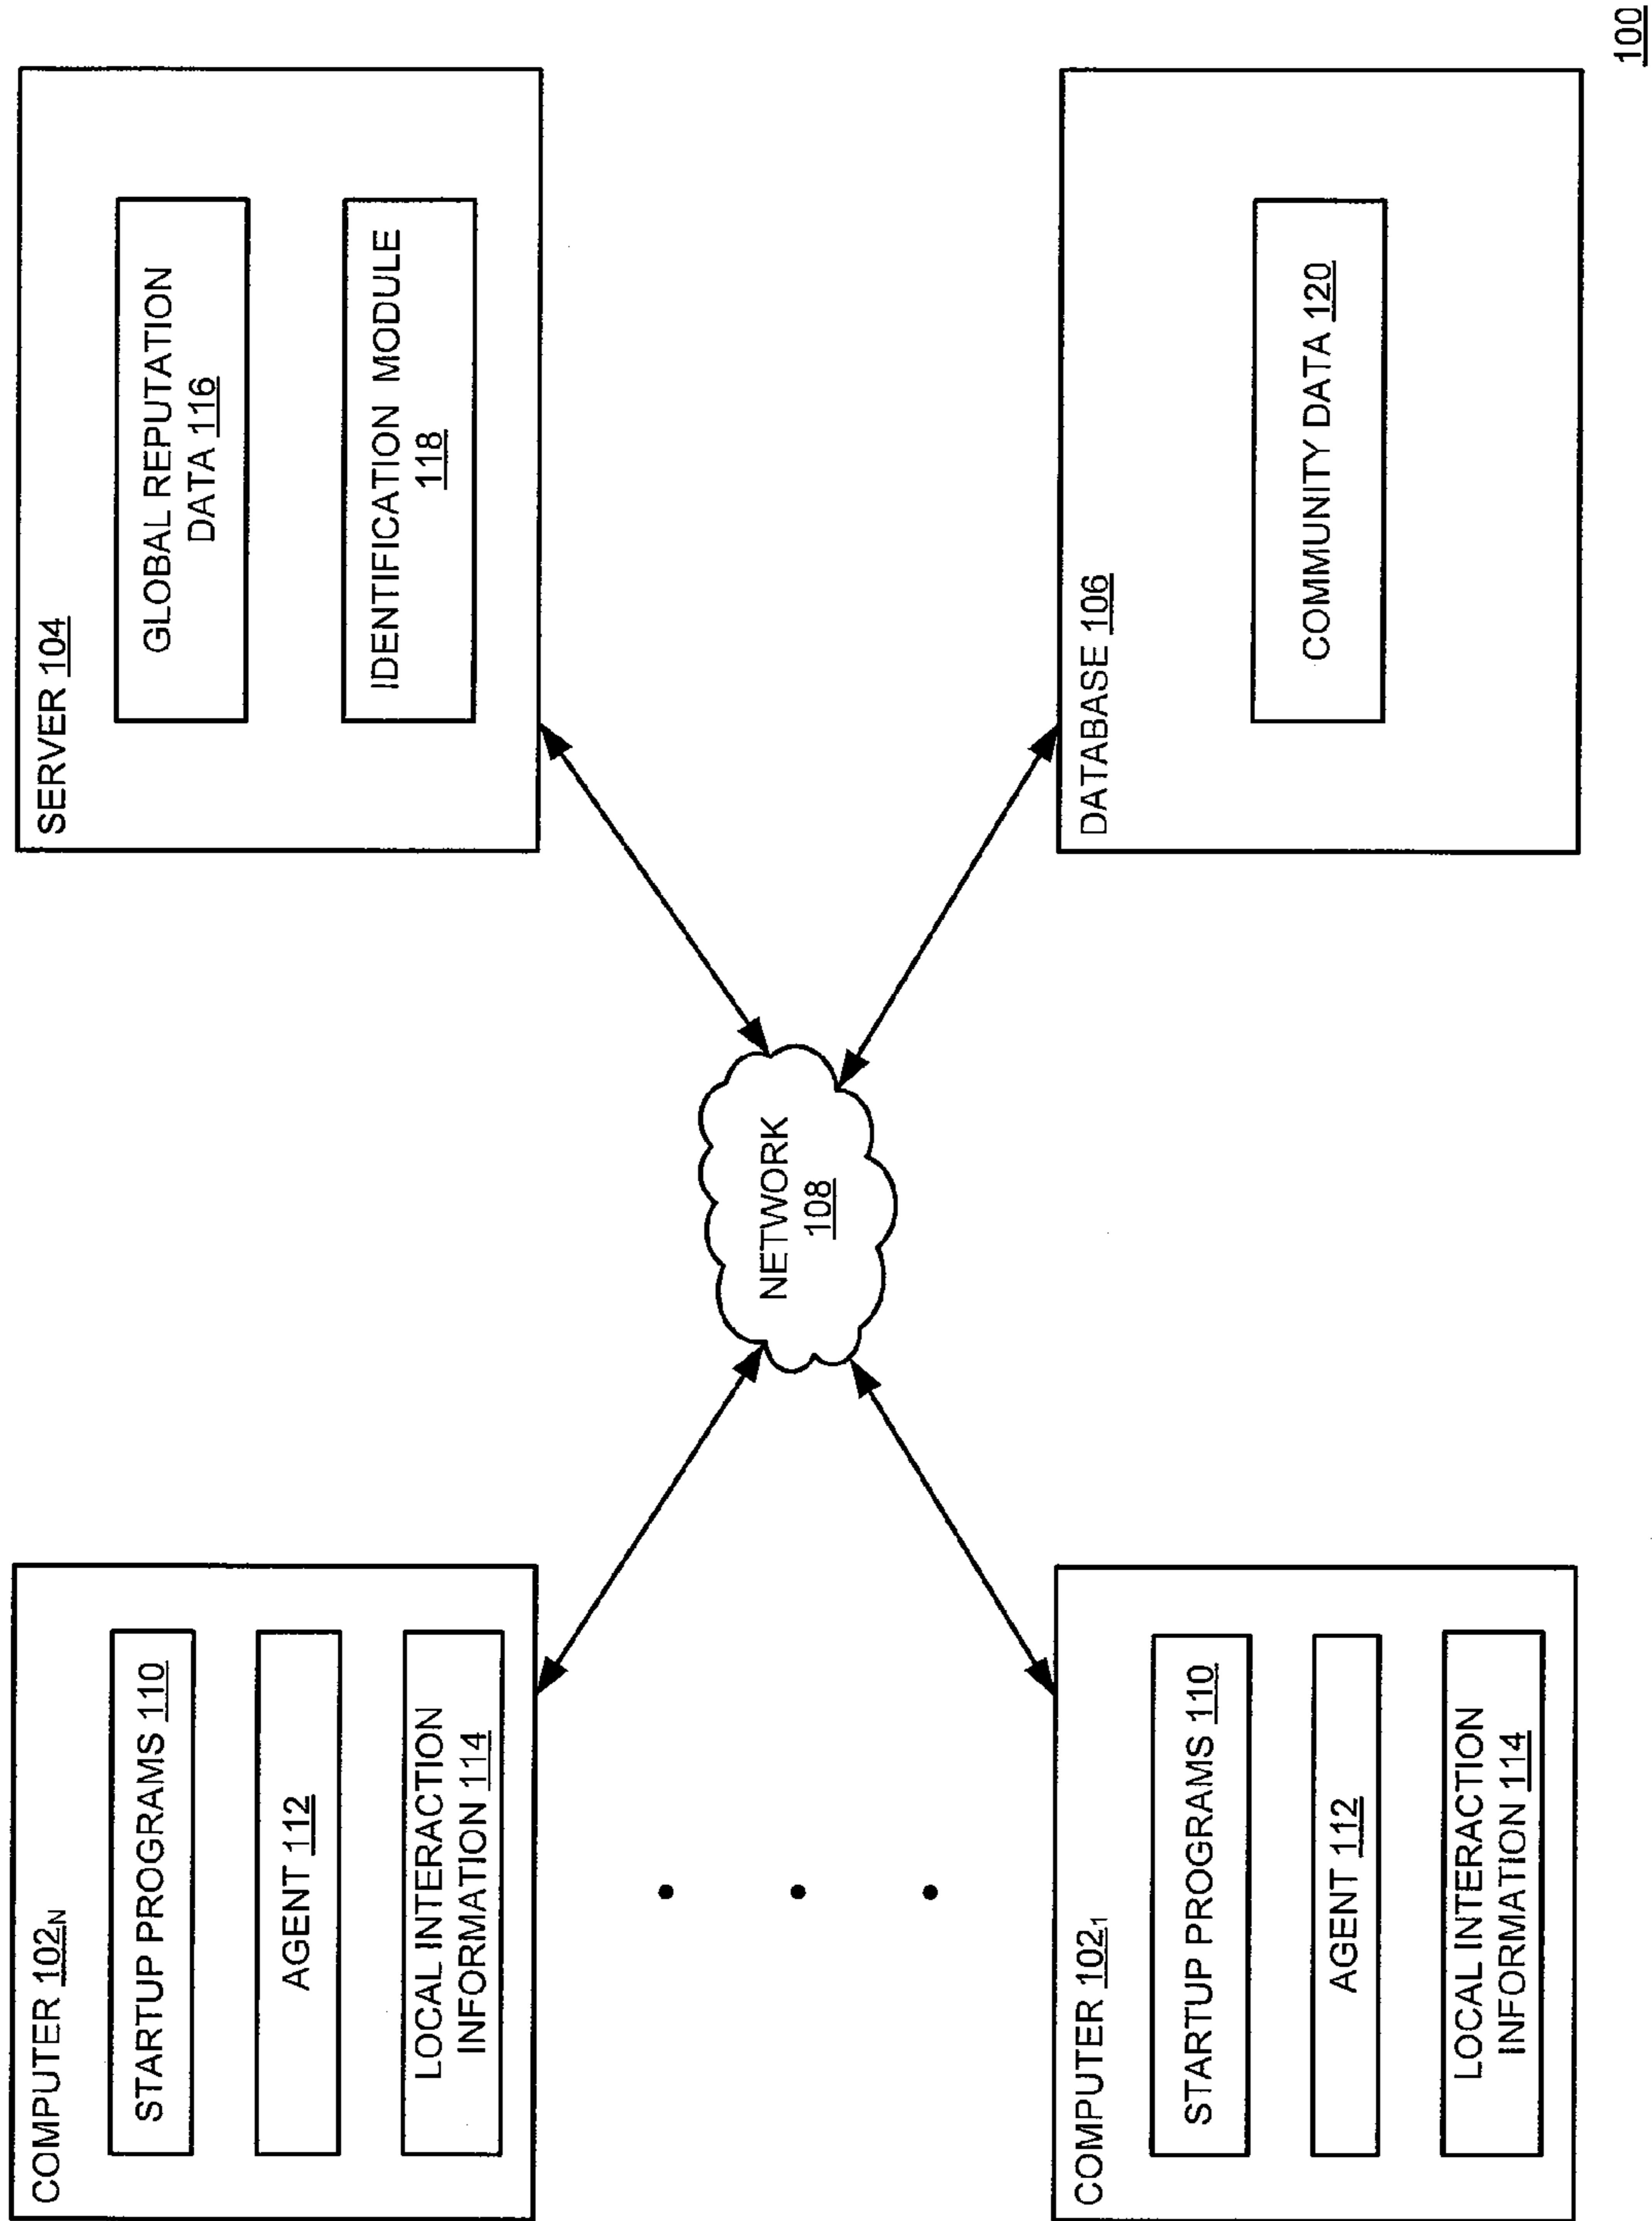 COMPUTER 102N
STARTUP PROGRAMS 110
AGENT 112
LOCAL INTERACTION
INFORMATION 114
SERVER 104
GLOBAL REPUTATION
DATA 116
IDENTIFICATION MODULE
118
NETWORK
108
COMPUTER 1021
STARTUP PROGRAMS 110
AGENT 112
LOCAL INTERACTION
INFORMATION 114
DATABASE 106
COMMUNITY DATA 120
100